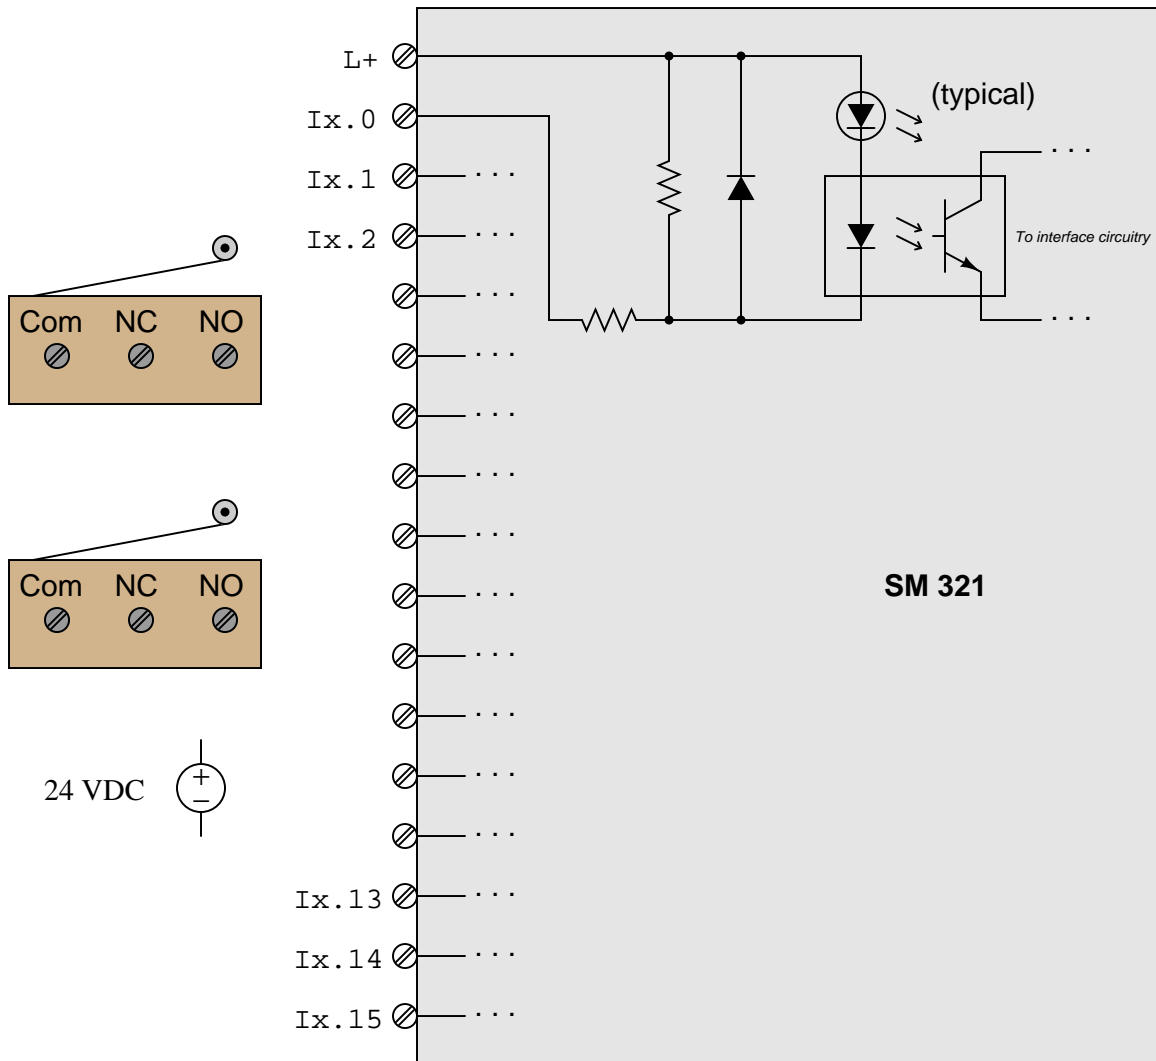 L+
Ix.0
(typical)
Ix.1
. . .
. . .
Ix.2
. . .
To interface circuitry
Com NC NO
. . .
. . .
. . .
. . .
. . .
Com NC NO
. . .
SM 321
. . .
. . .
24 VDC
+
−
. . .
. . .
Ix.13
. . .
Ix.14
. . .
Ix.15
. . .